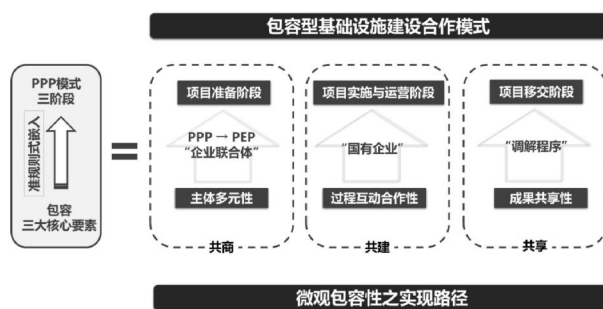 包容型基础设施建设合作模式
PPP模式
三阶段
准规则式嵌入
包容
三大核心要素
=
项目准备阶段
PPP → PEP
“企业联合体”
主体多元性
共商
项目实施与运营阶段
“国有企业”
过程互动合作性
共建
项目移交阶段
“调解程序”
成果共享性
共享
微观包容性之实现路径